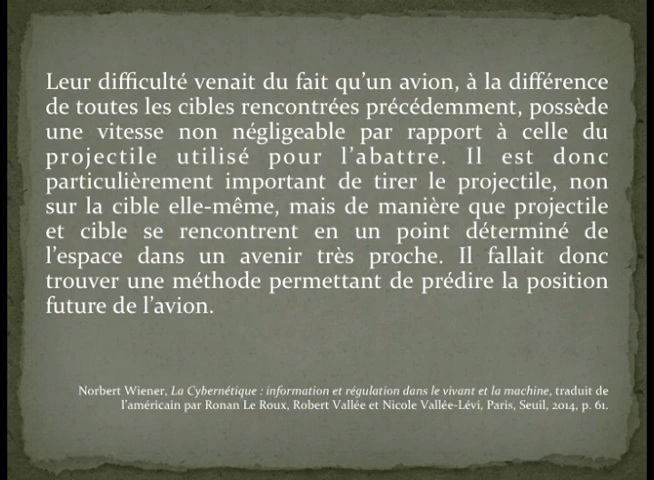 Leur difficulté venait du fait qu’un avion, à la différence
de toutes les cibles rencontrées précédemment, possède
une vitesse non négligeable par rapport à celle du
projectile utilisé pour l’abattre. Il est donc
particulièrement important de tirer le projectile, non
sur la cible elle-même, mais de manière que projectile
et cible se rencontrent en un point déterminé de
l’espace dans un avenir très proche. Il fallait donc
trouver une méthode permettant de prédire la position
future de l’avion.
Norbert Wiener, La Cybernétique : information et régulation dans le vivant et la machine, traduit de
l’américain par Ronan Le Roux, Robert Vallée et Nicole Vallée-Lévi, Paris, Seuil, 2014, p. 61.